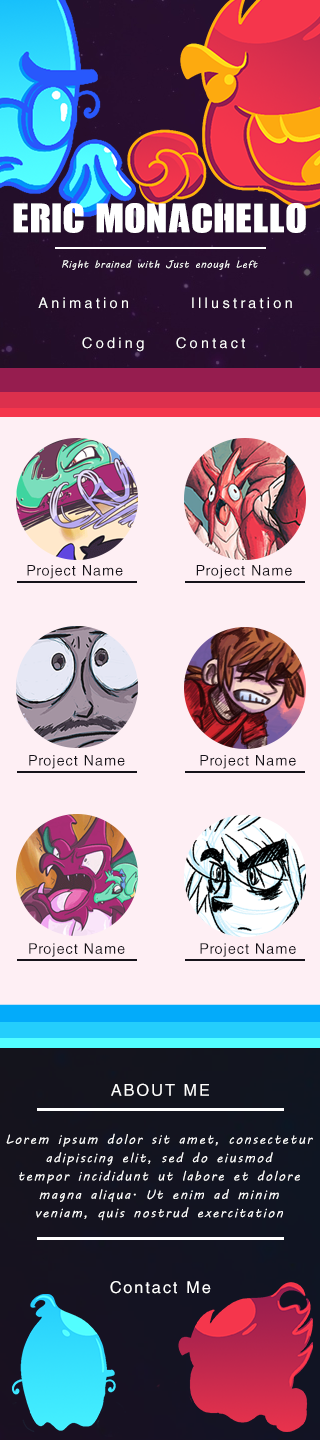 ERIC MONACHELLO
Right brained with Just enough Left
Animation Illustration
Coding Contact
Project Name Project Name
Project Name Project Name
Project Name Project Name
ABOUT ME
Lorem ipsum dolor sit amet, consectetur
adipiscing elit, sed do eiusmod
tempor incididunt ut labore et dolore
magna aliqua. Ut enim ad minim
veniam, quis nostrud exercitation
Contact Me